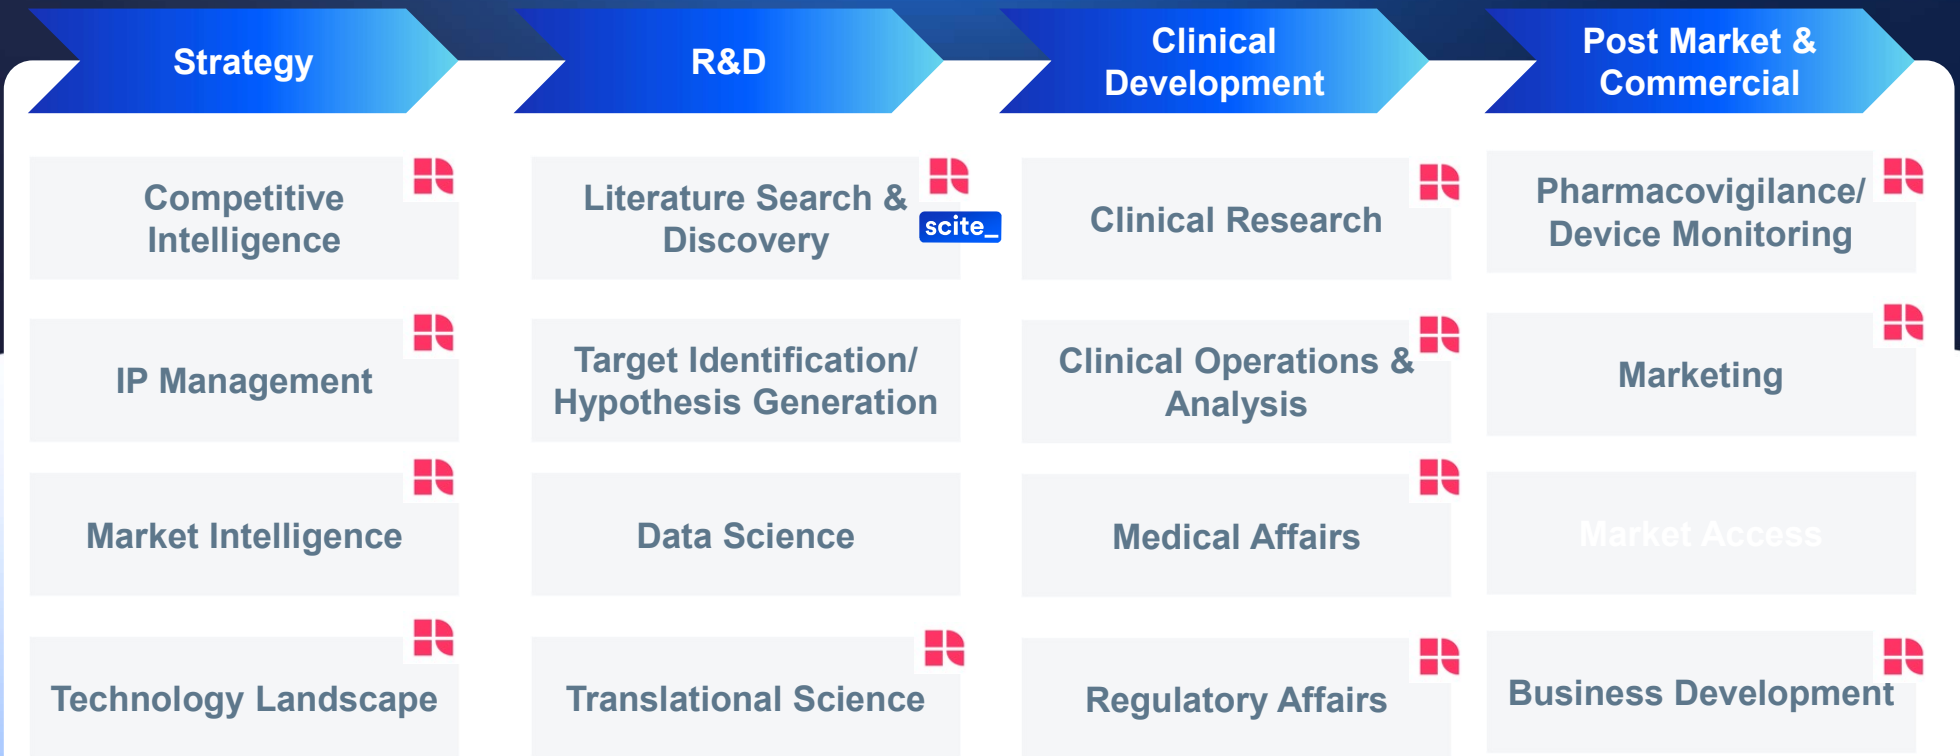 Strategy
R&D
Clinical
Development
Post Market &
Commercial
Competitive
Intelligence
Literature Search &
Discovery
scite_
Clinical Research
Pharmacovigilance/
Device Monitoring
IP Management
Target Identification/
Hypothesis Generation
Clinical Operations &
Analysis
Marketing
Market Intelligence
Data Science
Medical Affairs
Market Access
Technology Landscape
Translational Science
Regulatory Affairs
Business Development